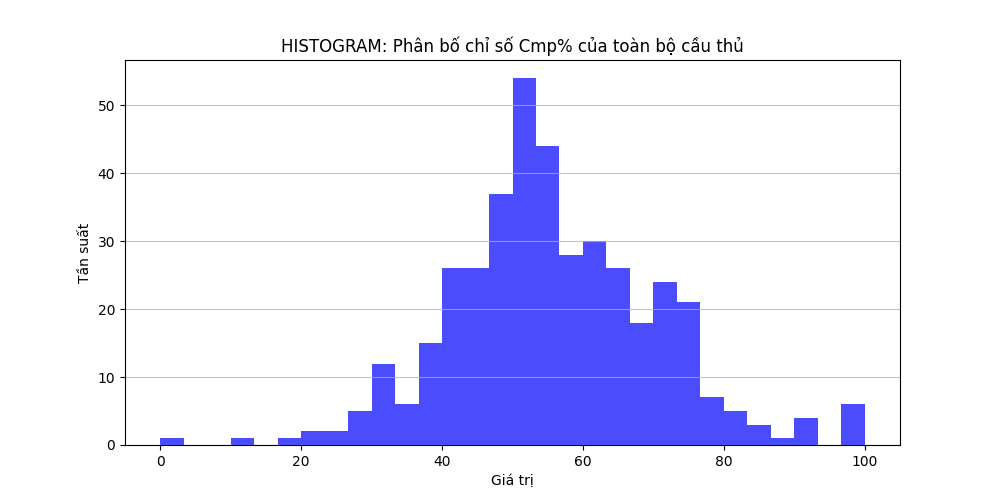 HISTOGRAM: Phân bố chỉ số Cmp% của toàn bộ cầu thủ
50
40
30
20
10
0
Tần suất
0 20 40 60 80 100
Giá trị